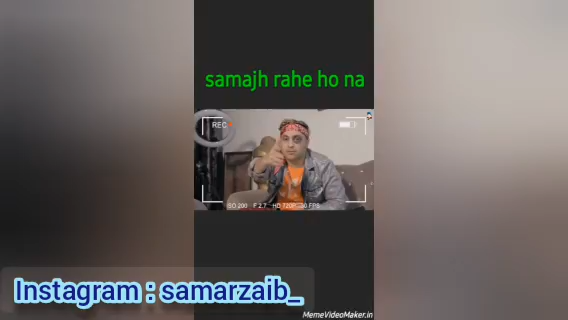 samajh rahe ho na
REC
ISO 200 F 2.7 HD 720P 30 FPS
Instagram : samarzaib_
MemeVideoMaker.in